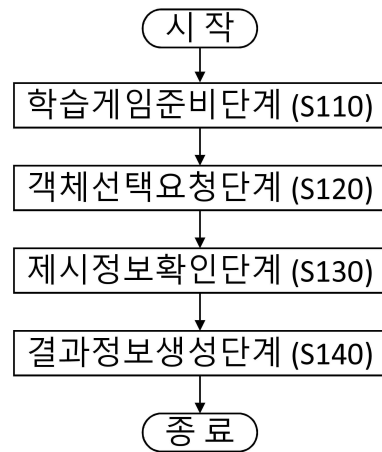 시 작
학습게임준비단계 (S110)
객체선택요청단계 (S120)
제시정보확인단계 (S130)
결과정보생성단계 (S140)
종 료